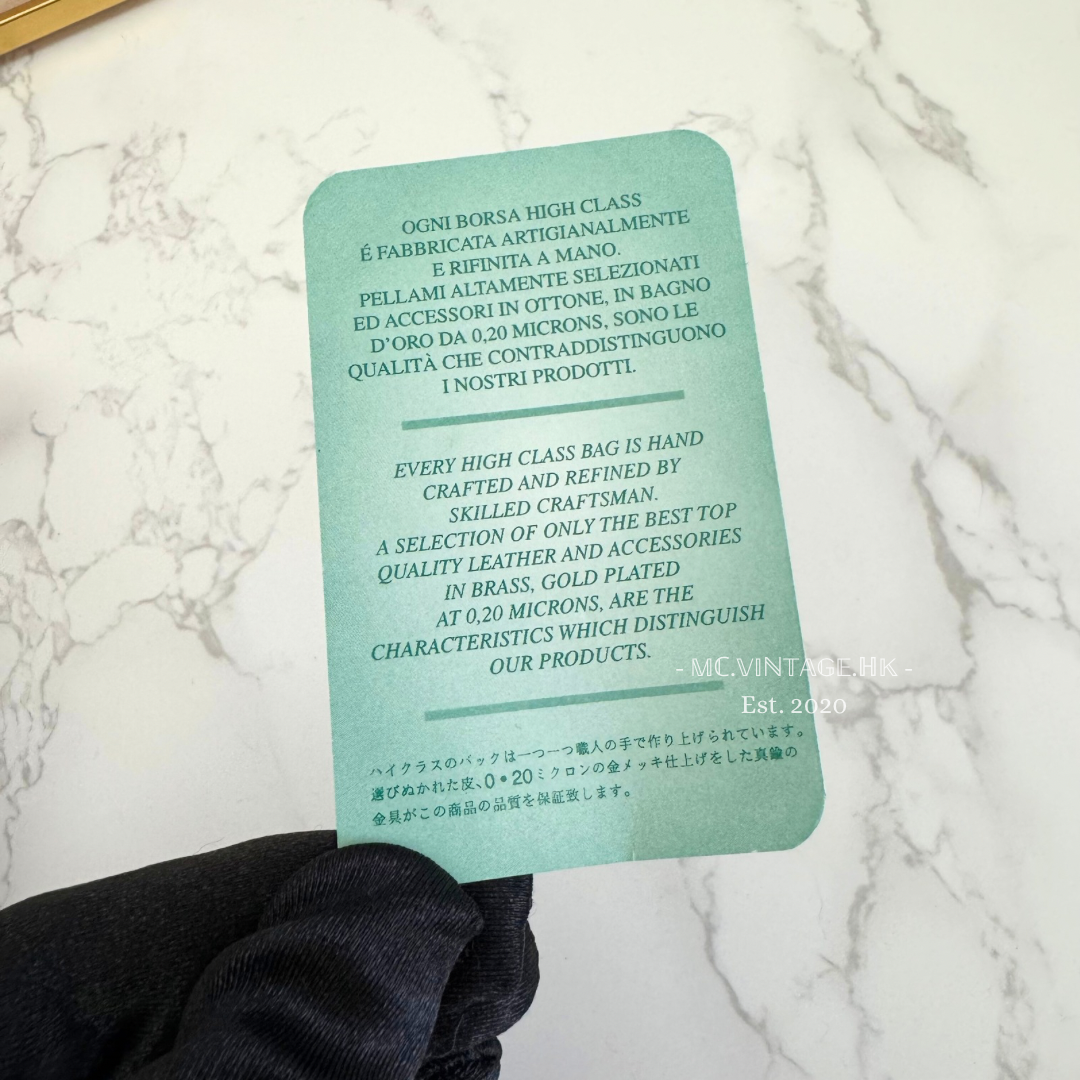 OGNI BORSA HIGH CLASS
É FABBRICATA ARTIGIANALMENTE
E RIFINITA A MANO.
PELLAMI ALTAMENTE SELEZIONATI
ED ACCESSORI IN OTTONE, IN BAGNO
D'ORO DA 0,20 MICRONS, SONO LE
QUALITÀ CHE CONTRADDISTINGUONO
I NOSTRI PRODOTTI.
EVERY HIGH CLASS BAG IS HAND
CRAFTED AND REFINED BY
SKILLED CRAFTSMAN.
A SELECTION OF ONLY THE BEST TOP
QUALITY LEATHER AND ACCESSORIES
IN BRASS, GOLD PLATED
AT 0,20 MICRONS, ARE THE
CHARACTERISTICS WHICH DISTINGUISH
OUR PRODUCTS.
- MC.VINTAGE.HK -
Est. 2020
ハイクラスのバックは一つ一つ職人の手で作り上げられています。
選びぬかれた皮、0•20ミクロンの金メッキ仕上げをした真鍮の
金具がこの商品の品質を保証致します。